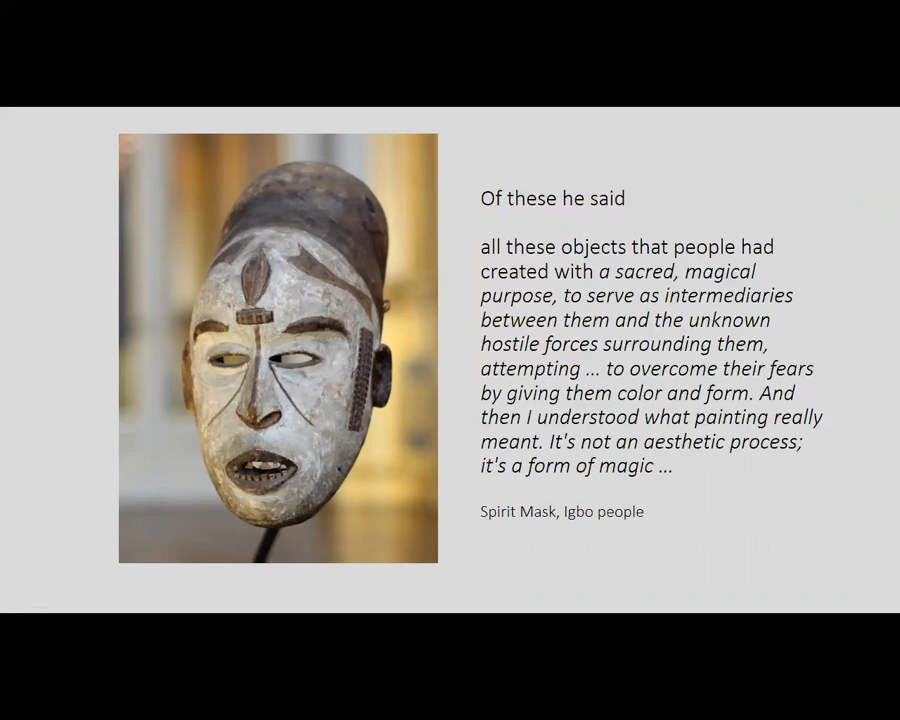 Of these he said
all these objects that people had
created with a sacred, magical
purpose, to serve as intermediaries
between them and the unknown
hostile forces surrounding them,
attempting ... to overcome their fears
by giving them color and form. And
then I understood what painting really
meant. It's not an aesthetic process;
it's a form of magic ...
Spirit Mask, Igbo people